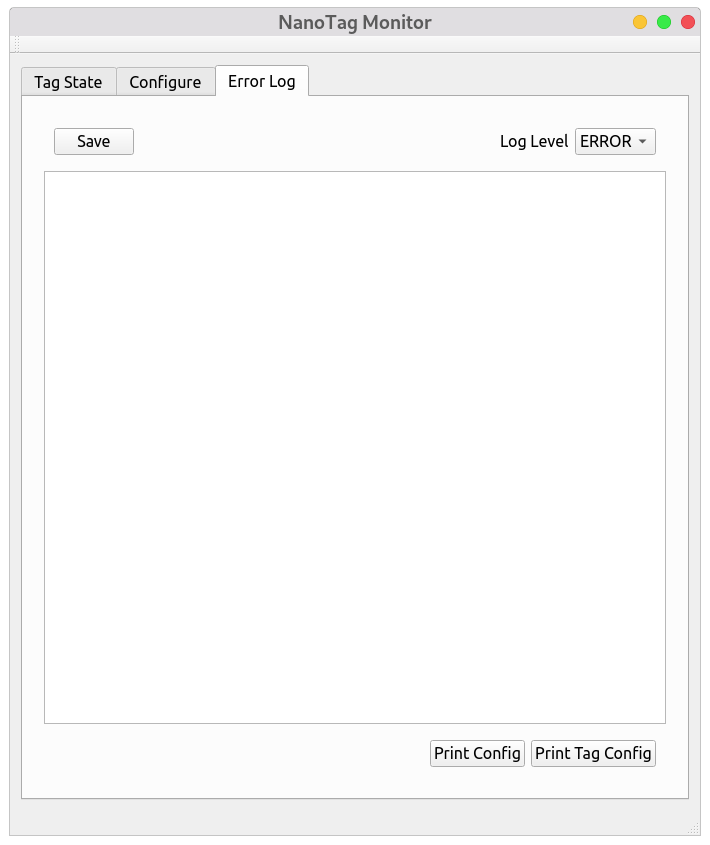 NanoTag Monitor
Tag State Configure Error Log
Save Log Level ERROR
Print Config Print Tag Config